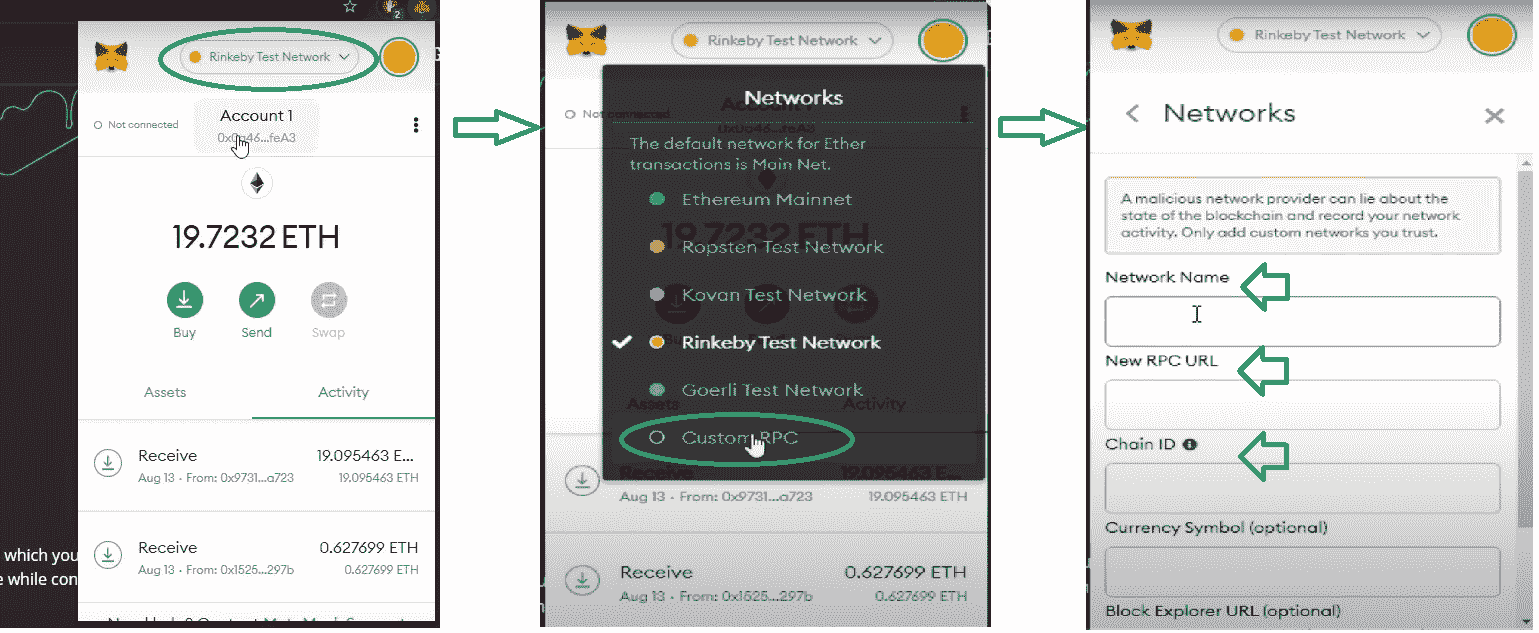 2
Rinkeby Test Network
Not connected
Account 1
0x0a46...feA3
19.7232 ETH
Buy
Send
Swap
Assets
Activity
Receive
19.095463 E...
Aug 13 · From: 0x9731...a723
19.095463 ETH
Receive
0.627699 ETH
Aug 13 · From: 0x1525...297b
0.627699 ETH
which you
e while con
Rinkeby Test Network
Networks
The default network for Ether
transactions is Main Net.
Ethereum Mainnet
Ropsten Test Network
Kovan Test Network
Rinkeby Test Network
Goerli Test Network
Custom RPC
19.7232 ETH
Assets
Activity
Receive
19.095463 E...
Aug 13 · From: 0x9731...a723
19.095463 ETH
Receive
0.627699 ETH
Aug 13 · From: 0x1525...297b
0.627699 ETH
Rinkeby Test Network
Networks
A malicious network provider can lie about the
state of the blockchain and record your network
activity. Only add custom networks you trust.
Network Name
New RPC URL
Chain ID
Currency Symbol (optional)
Block Explorer URL (optional)